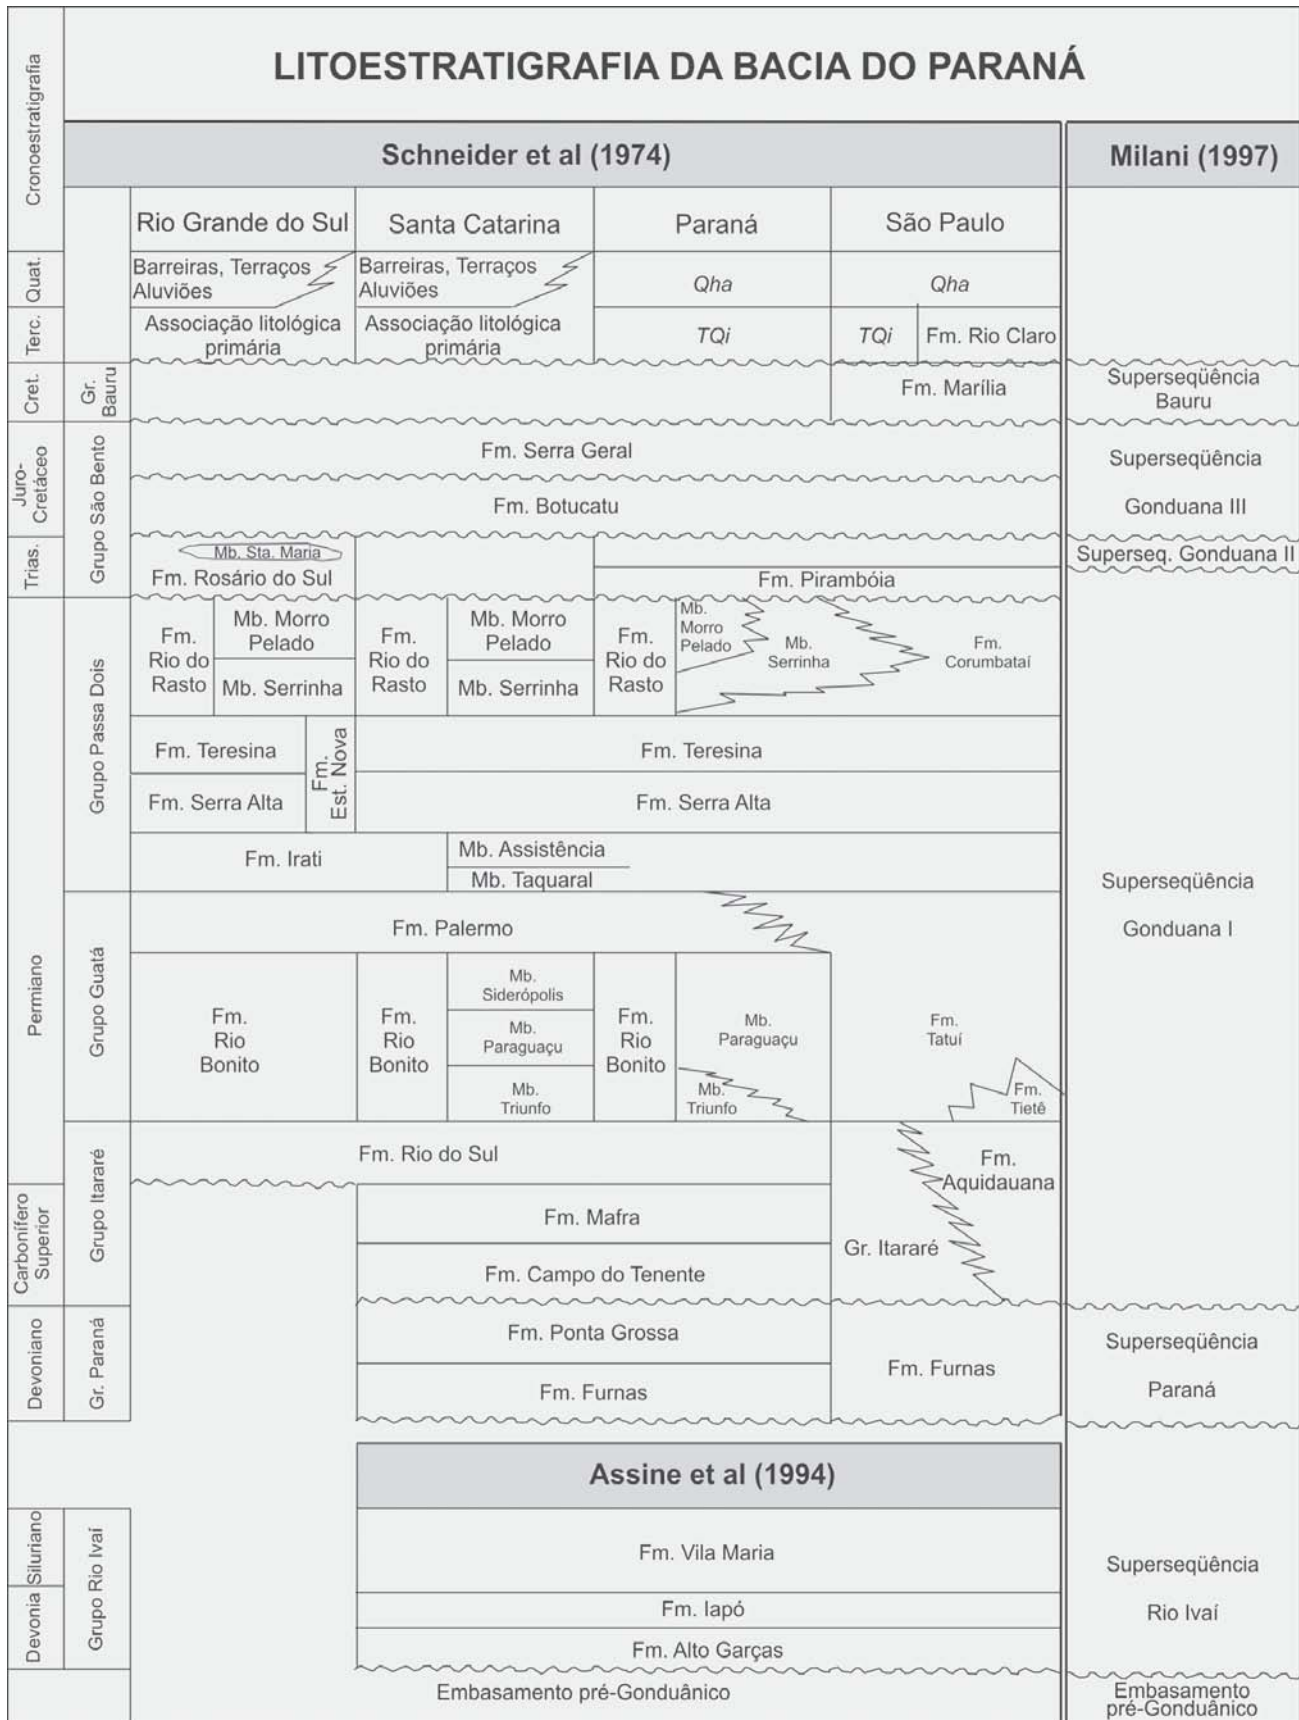 LITOESTRATIGRAFIA DA BACIA DO PARANÁ
Cronoestratigrafia
Schneider et al (1974)
Milani (1997)
Rio Grande do Sul
Santa Catarina
Paraná
São Paulo
Quat.
Barreiras, Terraços
Aluviões
Barreiras, Terraços
Aluviões
Qha
Qha
Terc.
Associação litológica
primária
Associação litológica
primária
TQi
TQi
Fm. Rio Claro
Cret.
Gr.
Bauru
Fm. Marília
Superseqüência
Bauru
Juro-
Cretáceo
Grupo São Bento
Fm. Serra Geral
Fm. Botucatu
Superseqüência
Gonduana III
Trias.
Mb. Sta. Maria
Fm. Rosário do Sul
Fm. Pirambóia
Superseq. Gonduana II
Permiano
Grupo Passa Dois
Fm.
Rio do
Rasto
Mb. Morro
Pelado
Mb. Serrinha
Fm.
Rio do
Rasto
Mb. Morro
Pelado
Mb. Serrinha
Fm.
Rio do
Rasto
Mb.
Morro
Pelado
Mb.
Serrinha
Fm.
Corumbataí
Fm. Teresina
Fm. Serra Alta
Fm.
Est. Nova
Fm. Teresina
Fm. Serra Alta
Fm. Irati
Mb. Assistência
Mb. Taquaral
Superseqüência
Gonduana I
Grupo Guatá
Fm. Palermo
Fm.
Rio
Bonito
Fm.
Rio
Bonito
Mb.
Siderópolis
Mb.
Paraguaçu
Mb.
Triunfo
Fm.
Rio
Bonito
Mb.
Paraguaçu
Mb.
Triunfo
Fm.
Tatuí
Fm.
Tietê
Carbonífero
Superior
Grupo Itararé
Fm. Rio do Sul
Fm. Mafra
Fm. Campo do Tenente
Gr. Itararé
Fm.
Aquidauana
Devoniano
Gr. Paraná
Fm. Ponta Grossa
Fm. Furnas
Fm. Furnas
Superseqüência
Paraná
Assine et al (1994)
Siluriano
Devonia
Grupo Rio Ivaí
Fm. Vila Maria
Fm. Iapó
Fm. Alto Garças
Superseqüência
Rio Ivaí
Embasamento pré-Gonduânico
Embasamento
pré-Gonduânico